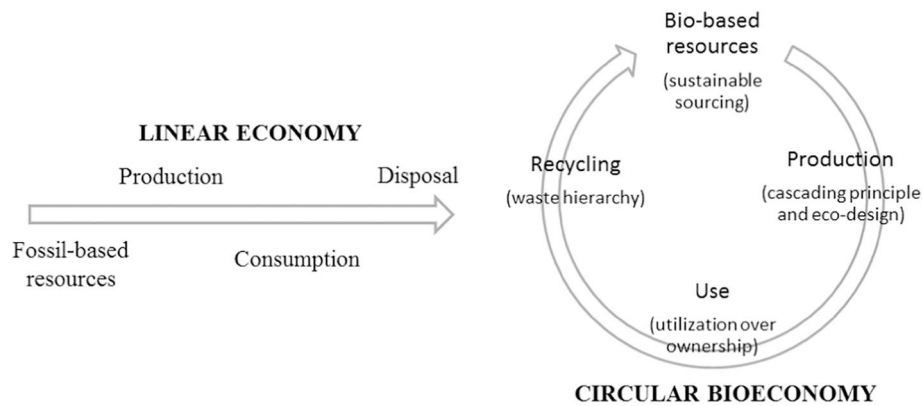 LINEAR ECONOMY
Production
Disposal
Fossil-based
resources
Consumption
Bio-based
resources
(sustainable
sourcing)
Production
(cascading principle
and eco-design)
Use
(utilization over
ownership)
Recycling
(waste hierarchy)
CIRCULAR BIOECONOMY